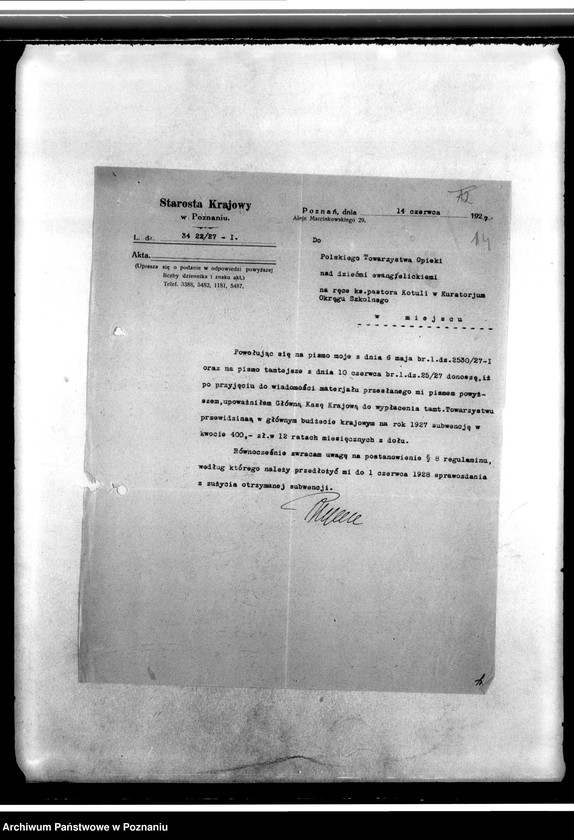 Starosta Krajowy
w Poznaniu.
L. dz. 34 22/27 - I.
Akta.
(Uprasza się o podanie w odpowiedzi powyższej
liczby dziennika i znaku akt.)
Telef. 3388, 5482, 1181, 5487.
Poznań, dnia 14 czerwca 192
Aleje Marcinkowskiego 29.
14
Do
Polskiego Towarzystwa Opieki
nad dziećmi ewangielickiemi
na ręce ks.pastora Kotuli w Kuratorjum
Okręgu Szkolnego
w miejscu
Powołując się na pismo moje z dnia 6 maja br.l.dz.2530/27-I
oraz na pismo tamtejsze z dnia 10 czerwca br.l.dz.25/27 donoszę,iż
po przyjęciu do wiadomości materjału przesłanego mi pismem powyż-
szem,upoważniłem Główną Kasę Krajową do wypłacenia tamt.Towarzystwu
przewidzianą w głównym budżecie krajowym na rok 1927 subwencję w
kwocie 400,- zł.w 12 ratach miesięcznych z dołu.
Równocześnie zwracam uwagę na postanowienie § 8 regulaminu,
według którego należy przedłożyć mi do 1 czerwca 1928 sprawozdania
z zużycia otrzymanej subwencji.
Archiwum Państwowe w Poznaniu